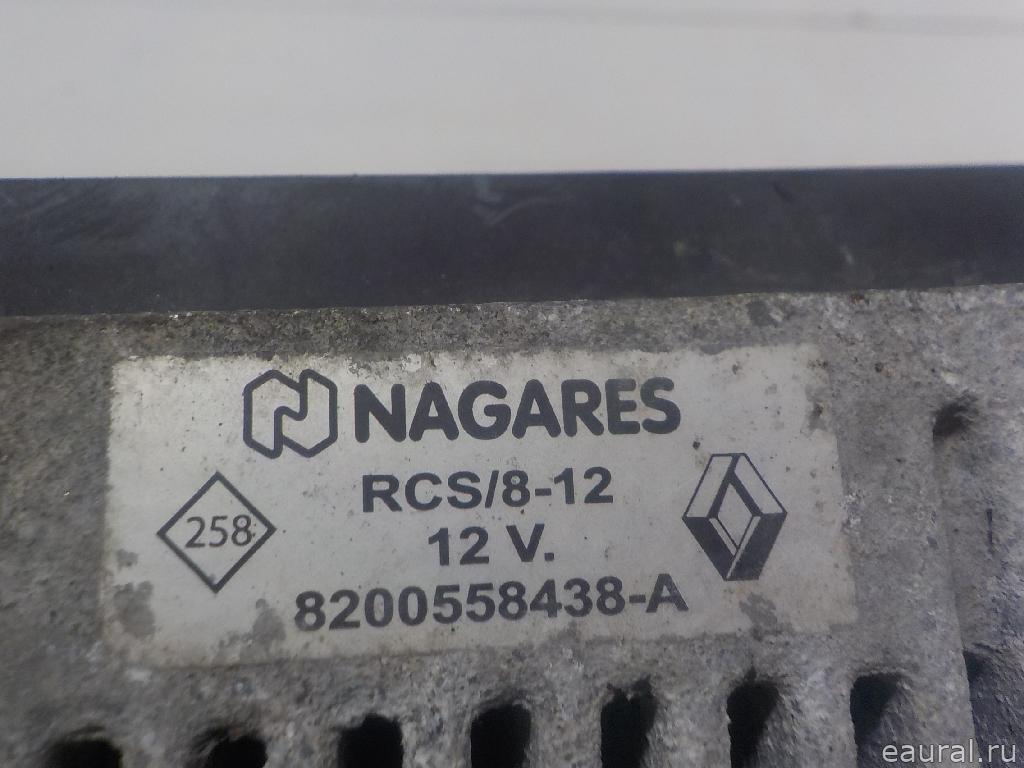 NAGARES
RCS/8-12
258
12 V.
8200558438-A
eaural.ru